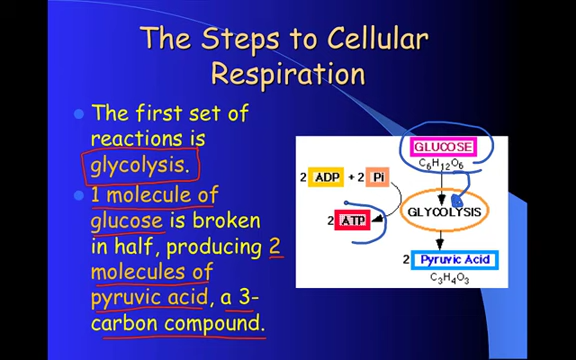 The Steps to Cellular
Respiration
The first set of
reactions is
glycolysis.
1 molecule of
glucose is broken
in half, producing 2
molecules of
pyruvic acid, a 3-
carbon compound.
GLUCOSE
C6H12O6
2 ADP + 2 Pi
2 ATP
GLYCOLYSIS
2 Pyruvic Acid
C3H4O3